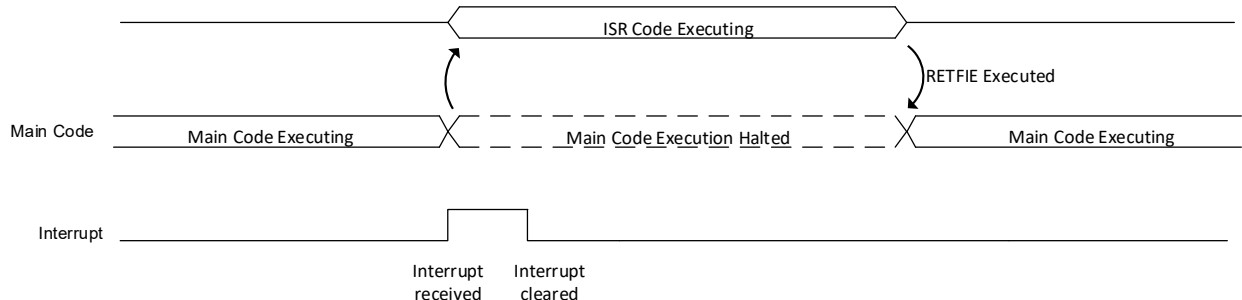 ISR Code Executing
RETFIE Executed
Main Code
Main Code Executing
Main Code Execution Halted
Main Code Executing
Interrupt
Interrupt
received
Interrupt
cleared